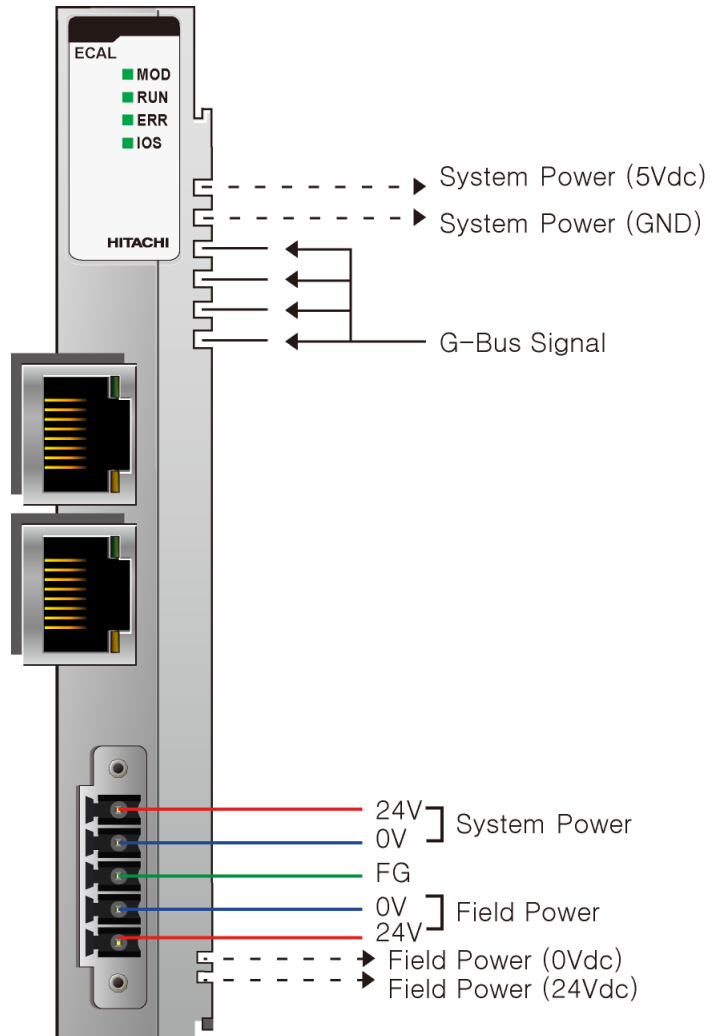 ECAL
MOD
RUN
ERR
IOS
HITACHI
System Power (5Vdc)
System Power (GND)
G-Bus Signal
24V
0V
System Power
FG
0V
24V
Field Power
Field Power (0Vdc)
Field Power (24Vdc)